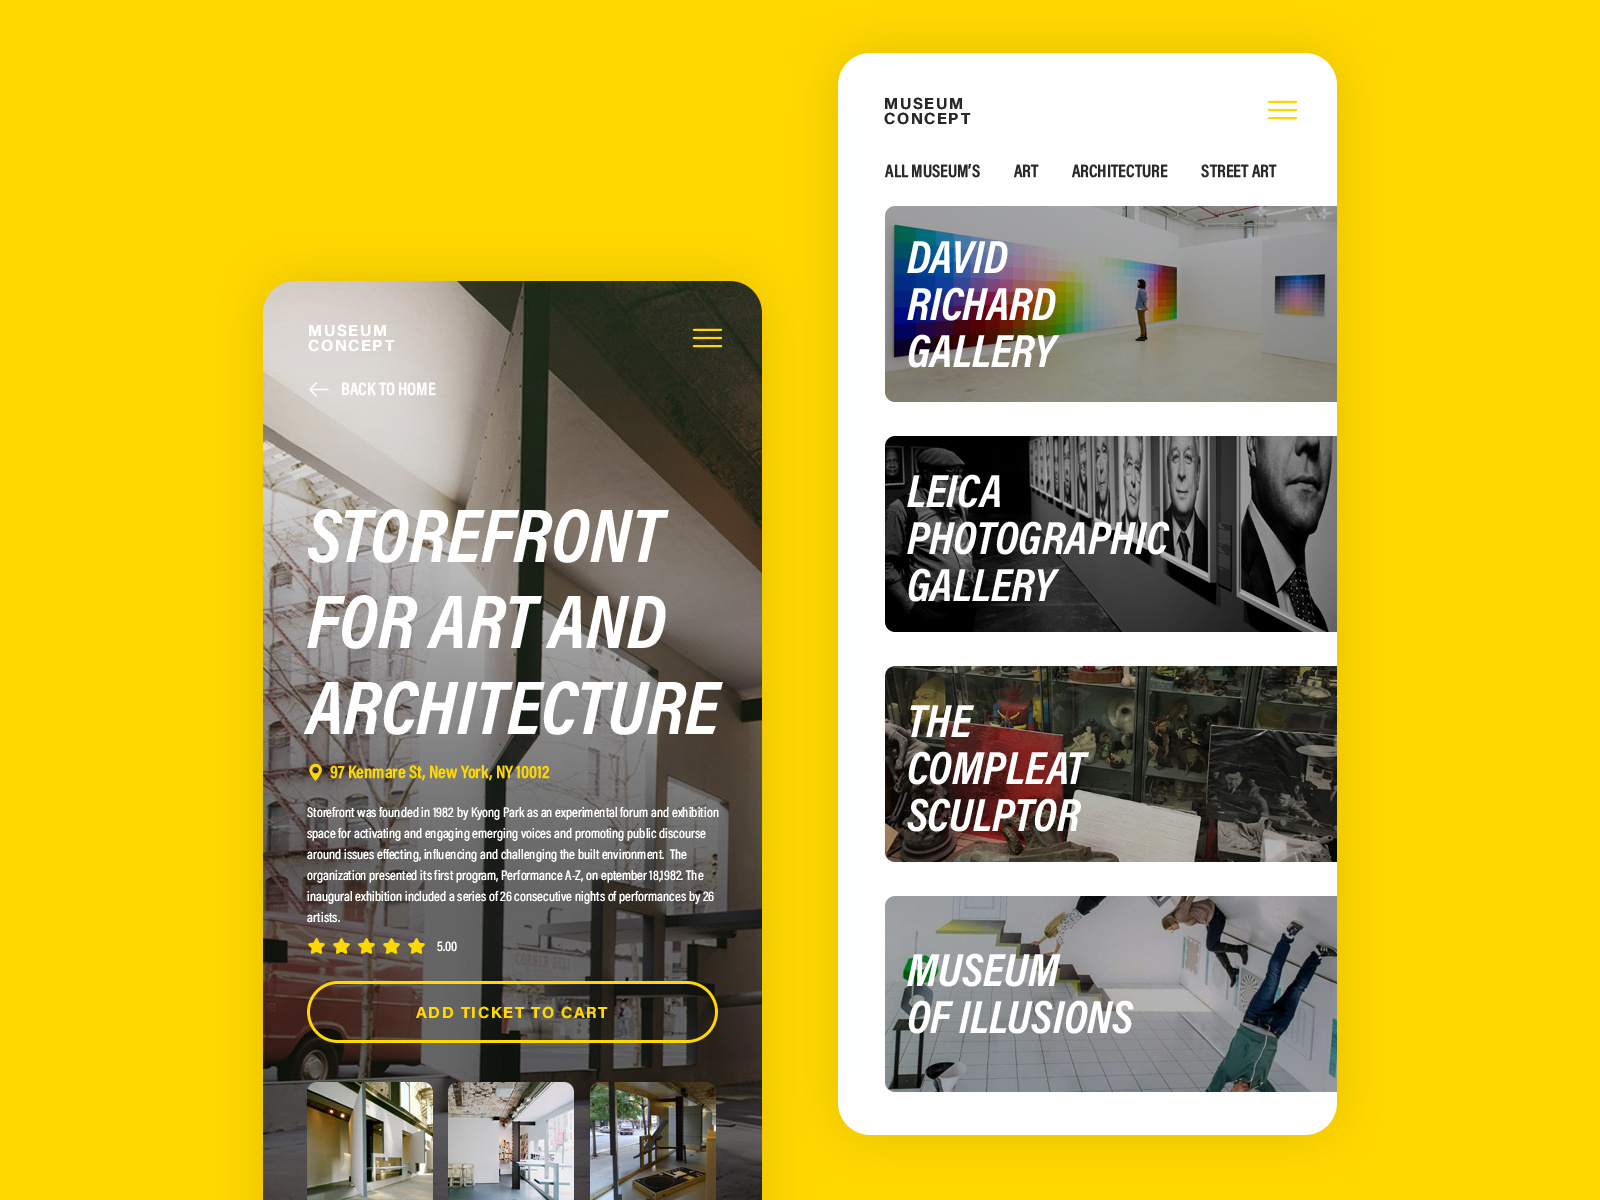 MUSEUM
CONCEPT
BACK TO HOME
STOREFRONT
FOR ART AND
ARCHITECTURE
97 Kenmare St, New York, NY 10012
Storefront was founded in 1982 by Kyong Park as an experimental forum and exhibition
space for activating and engaging emerging voices and promoting public discourse
around issues effecting, influencing and challenging the built environment. The
organization presented its first program, Performance A-Z, on eptember 18,1982. The
inaugural exhibition included a series of 26 consecutive nights of performances by 26
artists.
5.00
CORNER DELI
ADD TICKET TO CART
MUSEUM
CONCEPT
ALL MUSEUM'S ART ARCHITECTURE STREET ART
DAVID
RICHARD
GALLERY
LEICA
PHOTOGRAPHIC
GALLERY
THE
COMPLEAT
SCULPTOR
MUSEUM
OF ILLUSIONS